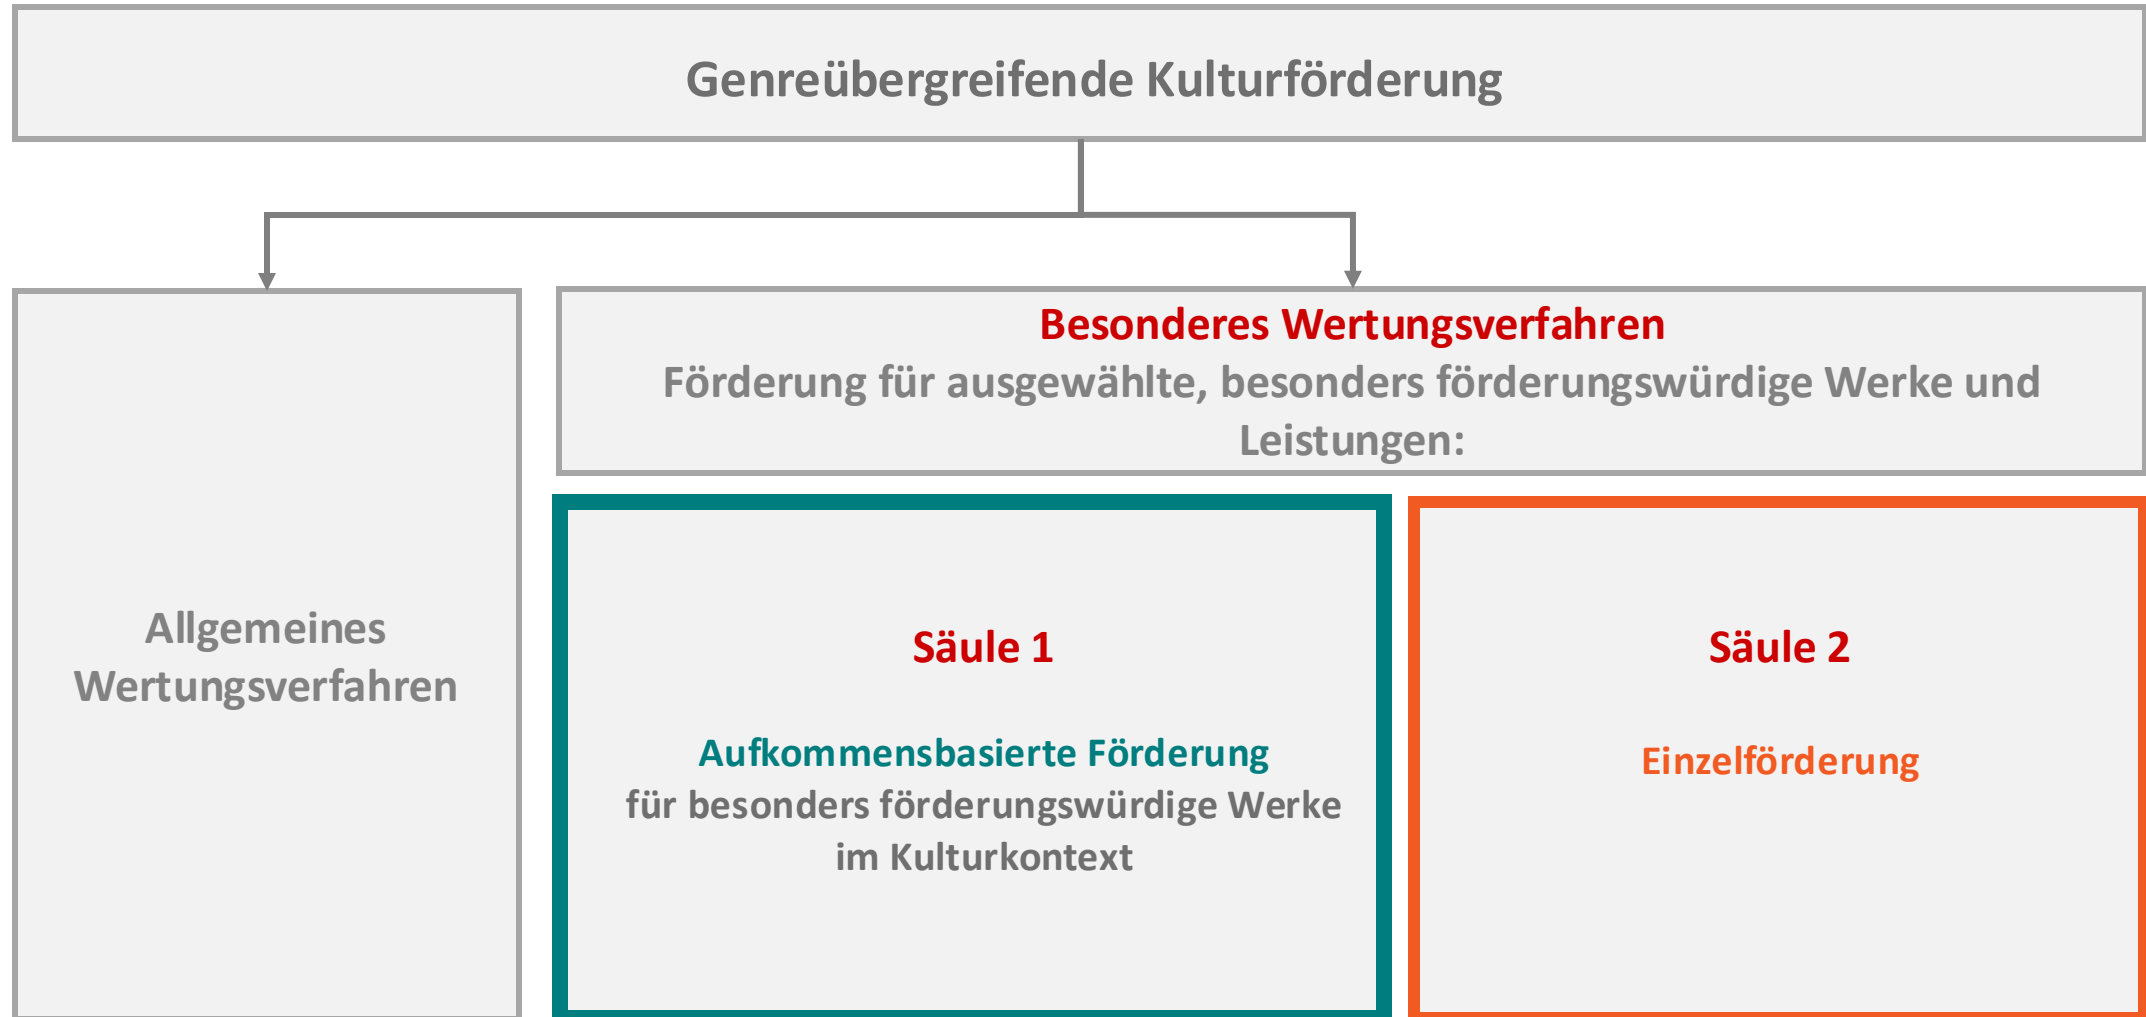 Genreübergreifende Kulturförderung
Besonderes Wertungsverfahren
Förderung für ausgewählte, besonders förderungswürdige Werke und
Leistungen:
Allgemeines
Wertungsverfahren
Säule 1
Aufkommensbasierte Förderung
für besonders förderungswürdige Werke
im Kulturkontext
Säule 2
Einzelförderung